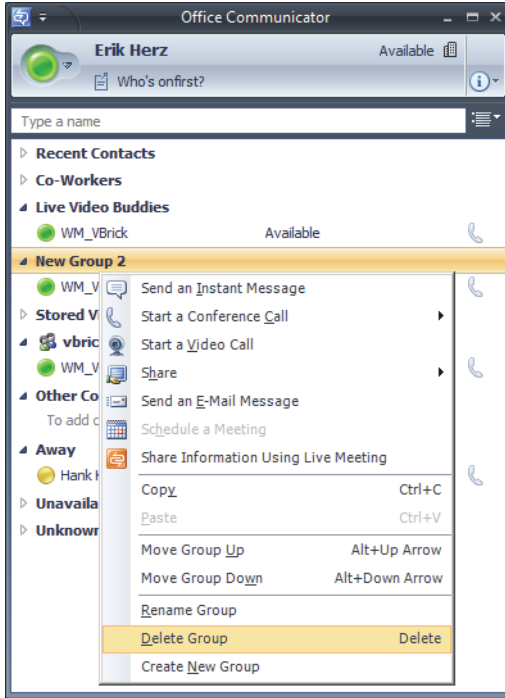 Office Communicator
Erik Herz Available
Who's onfirst?
Type a name
Recent Contacts
Co-Workers
Live Video Buddies
WM_VBrick Available
New Group 2
WM_V
Send an Instant Message
Stored V
Start a Conference Call
vbric
Start a Video Call
WM_V
Share
Other Co
Send an E-Mail Message
To add c
Schedule a Meeting
Away
Share Information Using Live Meeting
Hank
Copy Ctrl+C
Unavaila
Paste Ctrl+V
Unknown
Move Group Up Alt+Up Arrow
Move Group Down Alt+Down Arrow
Rename Group
Delete Group Delete
Create New Group